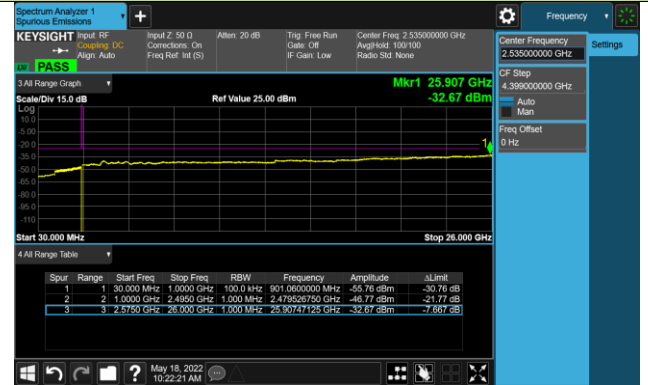 Spectrum Analyzer 1
Spurious Emissions
Frequency
KEYSIGHT
Input: RF
Coupling: DC
Align: Auto
Input Z: 50 Ω
Corrections: On
Freq Ref: Int (S)
Atten: 20 dB
Trig: Free Run
Gate: Off
IF Gain: Low
Center Freq: 2.535000000 GHz
Avg|Hold: 100/100
Radio Std: None
PASS
Center Frequency
2.535000000 GHz
Settings
CF Step
4.399000000 GHz
Auto
Man
Freq Offset
0 Hz
3 All Range Graph
Mkr1 25.907 GHz
Scale/Div 15.0 dB
Ref Value 25.00 dBm
-32.67 dBm
Log
10.0
-5.00
-20.0
-35.0
-50.0
-65.0
-80.0
-95.0
-110
1
Start 30.000 MHz
Stop 26.000 GHz
4 All Range Table
Spur Range Start Freq Stop Freq RBW Frequency Amplitude ΔLimit
1 1 30.000 MHz 1.0000 GHz 100.0 kHz 901.0600000 MHz -55.76 dBm -30.76 dB
2 2 1.0000 GHz 2.4950 GHz 1.000 MHz 2.479526750 GHz -46.77 dBm -21.77 dB
3 3 2.5750 GHz 26.000 GHz 1.000 MHz 25.90747125 GHz -32.67 dBm -7.667 dB
?
May 18, 2022
10:22:21 AM